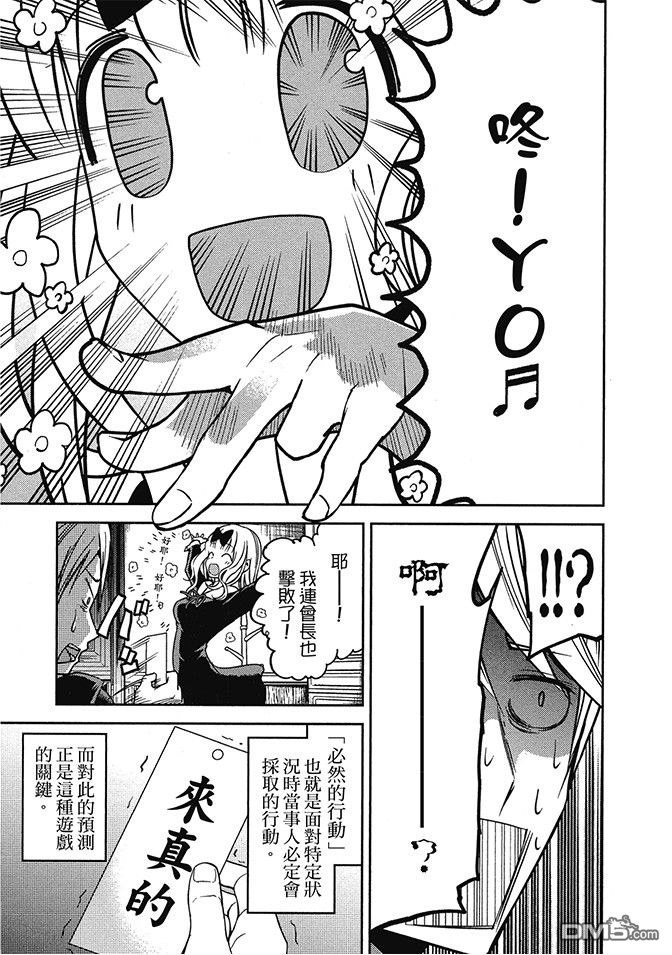 咚！YO♬
!!!?
啊——？
耶——！
我連會長也
擊敗了！
好耶！
好耶！
「必然的行動」
也就是面對特定狀
況時當事人必定會
採取的行動。
來真的
而對此的預測
正是這種遊戲
的關鍵。
DM5.com